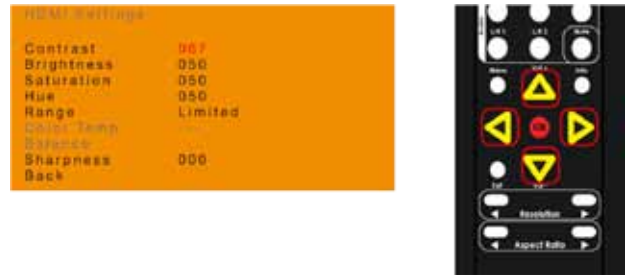 HDMI Settings
Contrast 067
Brightness 050
Saturation 050
Hue 050
Range Limited
Color Temp ---
Balance
Sharpness 000
Back
Mute
Menu
Info
OK
Exit
Resolution
Aspect Ratio